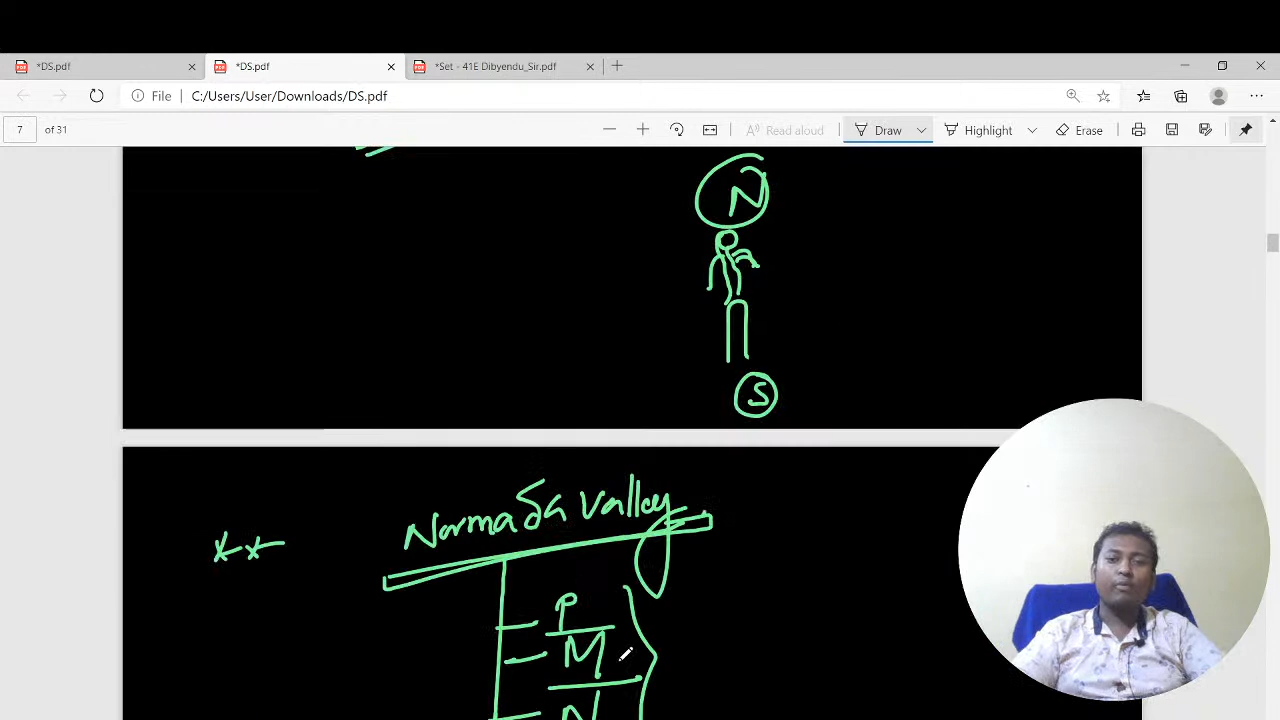 *DS.pdf
*DS.pdf
*Set - 41E Dibyendu_Sir.pdf
File
C:/Users/User/Downloads/DS.pdf
7 of 31
Read aloud
Draw
Highlight
Erase
N
S
** Normada Valley
P
M
N